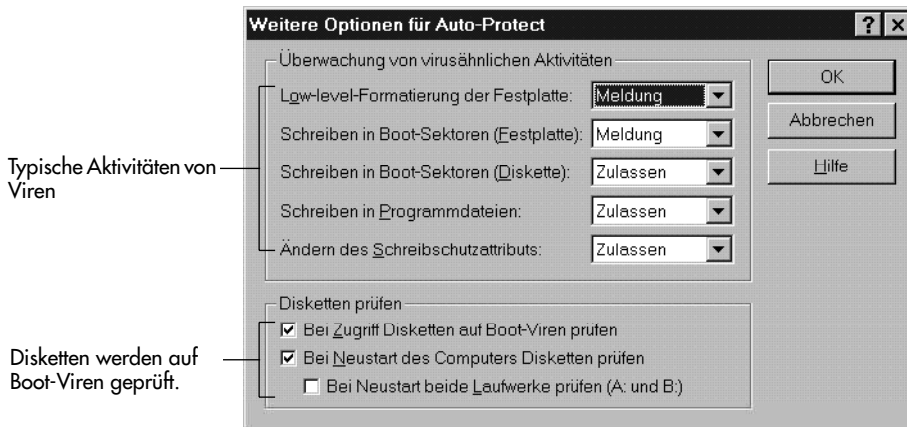 Weitere Optionen für Auto-Protect
Überwachung von virusähnlichen Aktivitäten
Low-level-Formatierung der Festplatte: Meldung
Schreiben in Boot-Sektoren (Festplatte): Meldung
Schreiben in Boot-Sektoren (Diskette): Zulassen
Schreiben in Programmdateien: Zulassen
Ändern des Schreibschutzattributs: Zulassen
OK
Abbrechen
Hilfe
Typische Aktivitäten von
Viren
Disketten prüfen
Bei Zugriff Disketten auf Boot-Viren prüfen
Bei Neustart des Computers Disketten prüfen
Bei Neustart beide Laufwerke prüfen (A: und B:)
Disketten werden auf
Boot-Viren geprüft.